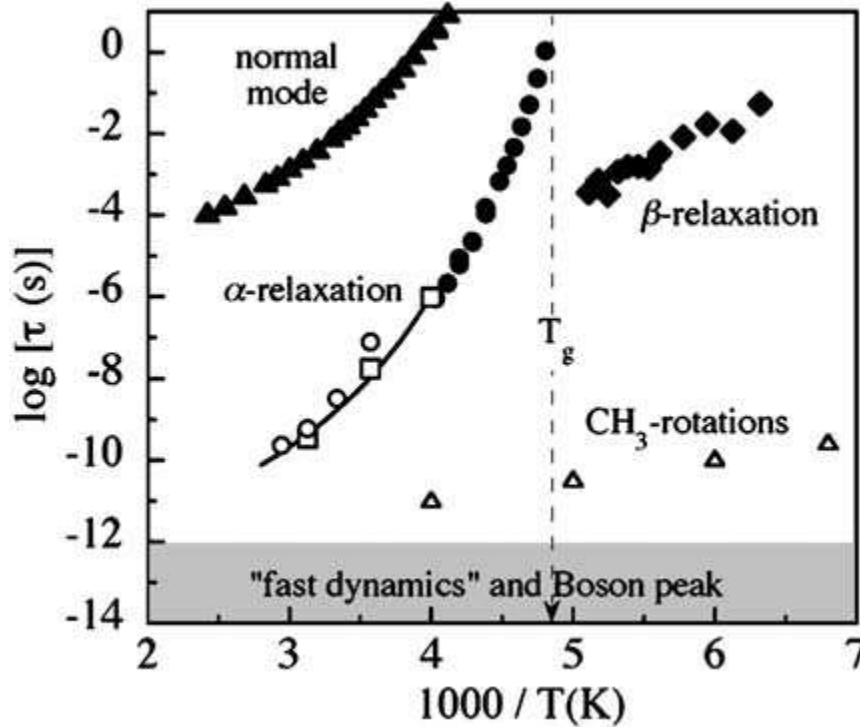 normal
mode
α-relaxation
β-relaxation
T_g
CH₃-rotations
"fast dynamics" and Boson peak
log [τ (s)]
0
-2
-4
-6
-8
-10
-12
-14
2 3 4 5 6 7
1000 / T(K)